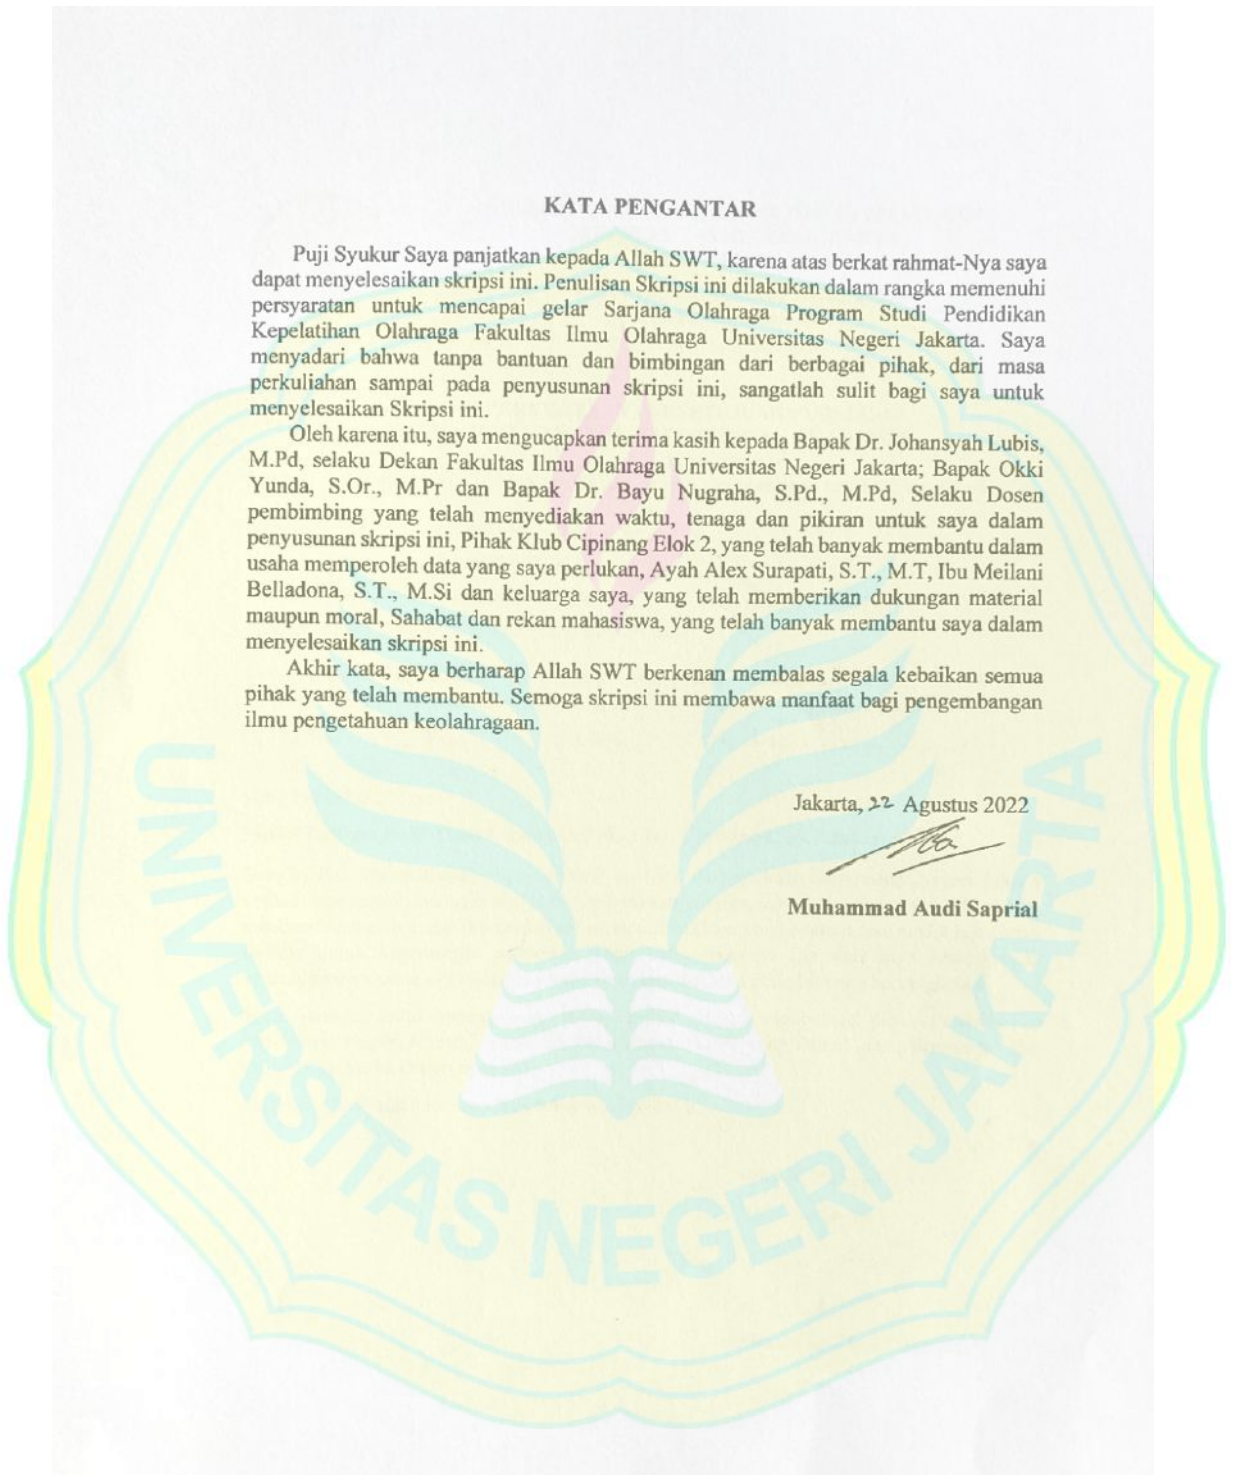 KATA PENGANTAR
Puji Syukur Saya panjatkan kepada Allah SWT, karena atas berkat rahmat-Nya saya
dapat menyelesaikan skripsi ini. Penulisan Skripsi ini dilakukan dalam rangka memenuhi
persyaratan untuk mencapai gelar Sarjana Olahraga Program Studi Pendidikan
Kepelatihan Olahraga Fakultas Ilmu Olahraga Universitas Negeri Jakarta. Saya
menyadari bahwa tanpa bantuan dan bimbingan dari berbagai pihak, dari masa
perkuliahan sampai pada penyusunan skripsi ini, sangatlah sulit bagi saya untuk
menyelesaikan Skripsi ini.
Oleh karena itu, saya mengucapkan terima kasih kepada Bapak Dr. Johansyah Lubis,
M.Pd, selaku Dekan Fakultas Ilmu Olahraga Universitas Negeri Jakarta; Bapak Okki
Yunda, S.Or., M.Pr dan Bapak Dr. Bayu Nugraha, S.Pd., M.Pd, Selaku Dosen
pembimbing yang telah menyediakan waktu, tenaga dan pikiran untuk saya dalam
penyusunan skripsi ini, Pihak Klub Cipinang Elok 2, yang telah banyak membantu dalam
usaha memperoleh data yang saya perlukan, Ayah Alex Surapati, S.T., M.T, Ibu Meilani
Belladona, S.T., M.Si dan keluarga saya, yang telah memberikan dukungan material
maupun moral, Sahabat dan rekan mahasiswa, yang telah banyak membantu saya dalam
menyelesaikan skripsi ini.
Akhir kata, saya berharap Allah SWT berkenan membalas segala kebaikan semua
pihak yang telah membantu. Semoga skripsi ini membawa manfaat bagi pengembangan
ilmu pengetahuan keolahragaan.
Jakarta, 22 Agustus 2022
Muhammad Audi Saprial
UNIVERSITAS NEGERI JAKARTA